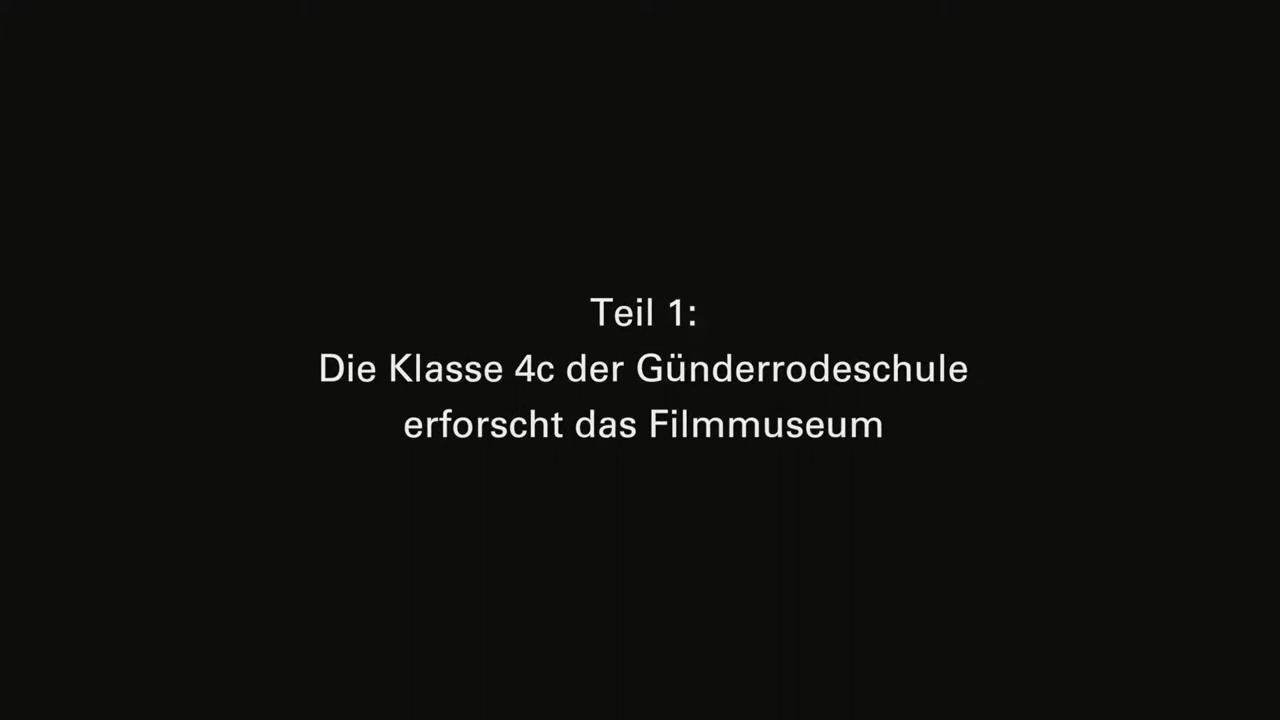 Teil 1:
Die Klasse 4c der Günderrodeschule
erforscht das Filmmuseum